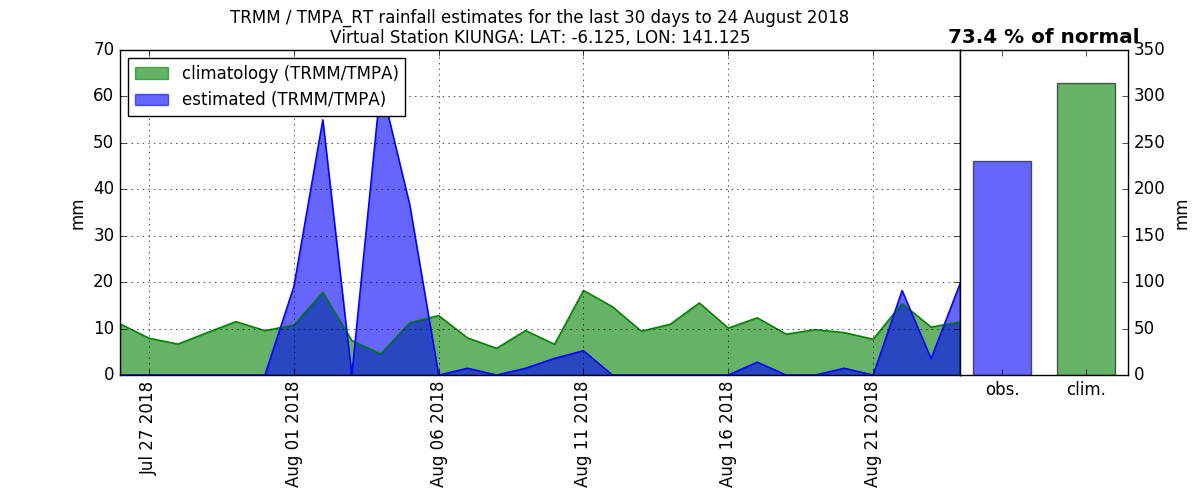 TRMM / TMPA_RT rainfall estimates for the last 30 days to 24 August 2018
Virtual Station KIUNGA: LAT: -6.125, LON: 141.125
73.4 % of normal
climatology (TRMM/TMPA)
estimated (TRMM/TMPA)
70
60
50
40
30
20
10
0
mm
Jul 27 2018
Aug 01 2018
Aug 06 2018
Aug 11 2018
Aug 16 2018
Aug 21 2018
obs.
clim.
350
300
250
200
150
100
50
0
mm